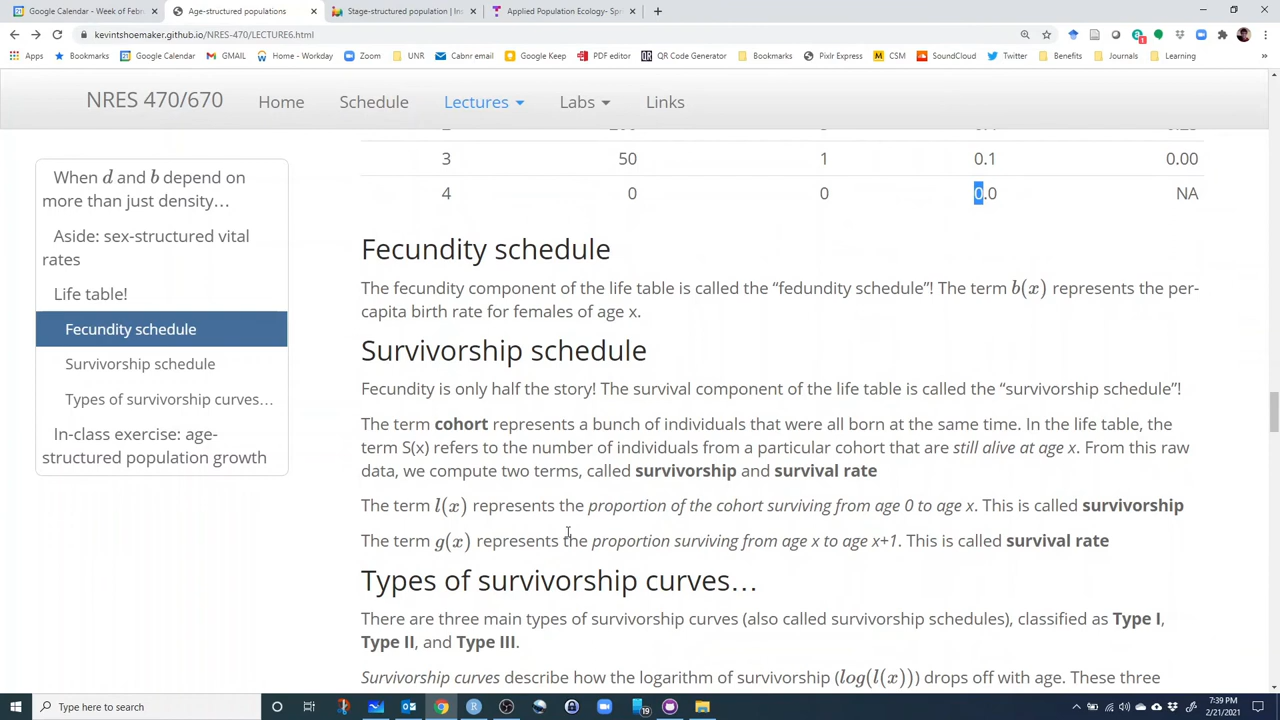 Google Calendar - Week of Febr
Age-structured populations
Stage-structured population | Ins
Applied Population Ecology- Spr
kevintshoemaker.github.io/NRES-470/LECTURE6.html
Apps Bookmarks Google Calendar GMAIL Home - Workday Zoom UNR Cabnr email Google Keep PDF editor QR Code Generator Bookmarks Pixlr Express CSM SoundCloud Twitter Benefits Journals Learning
NRES 470/670 Home Schedule Lectures Labs Links
When d and b depend on
more than just density…
Aside: sex-structured vital
rates
Life table!
Fecundity schedule
Survivorship schedule
Types of survivorship curves…
In-class exercise: age-
structured population growth
3 50 1 0.1 0.00
4 0 0 0.0 NA
Fecundity schedule
The fecundity component of the life table is called the “fedundity schedule”! The term b(x) represents the per-
capita birth rate for females of age x.
Survivorship schedule
Fecundity is only half the story! The survival component of the life table is called the “survivorship schedule”!
The term cohort represents a bunch of individuals that were all born at the same time. In the life table, the
term S(x) refers to the number of individuals from a particular cohort that are still alive at age x. From this raw
data, we compute two terms, called survivorship and survival rate
The term l(x) represents the proportion of the cohort surviving from age 0 to age x. This is called survivorship
The term g(x) represents the proportion surviving from age x to age x+1. This is called survival rate
Types of survivorship curves…
There are three main types of survivorship curves (also called survivorship schedules), classified as Type I,
Type II, and Type III.
Survivorship curves describe how the logarithm of survivorship (log(l(x))) drops off with age. These three
Type here to search
7:39 PM
2/21/2021